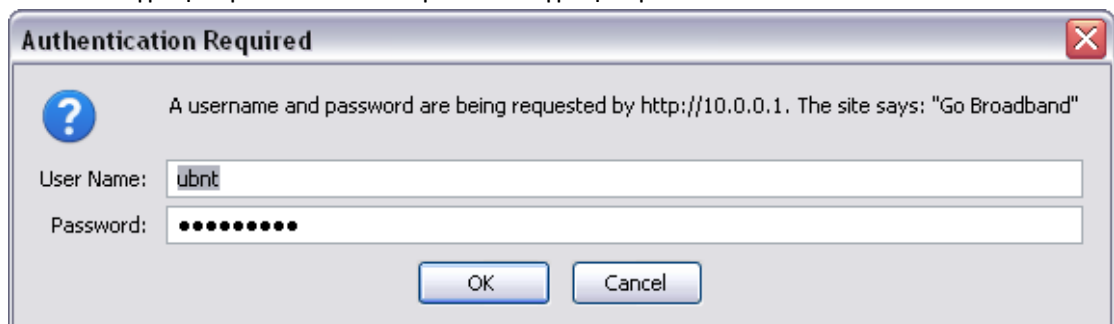 Authentication Required
A username and password are being requested by http://10.0.0.1. The site says: "Go Broadband"
User Name: ubnt
Password: •••••••••
OK Cancel